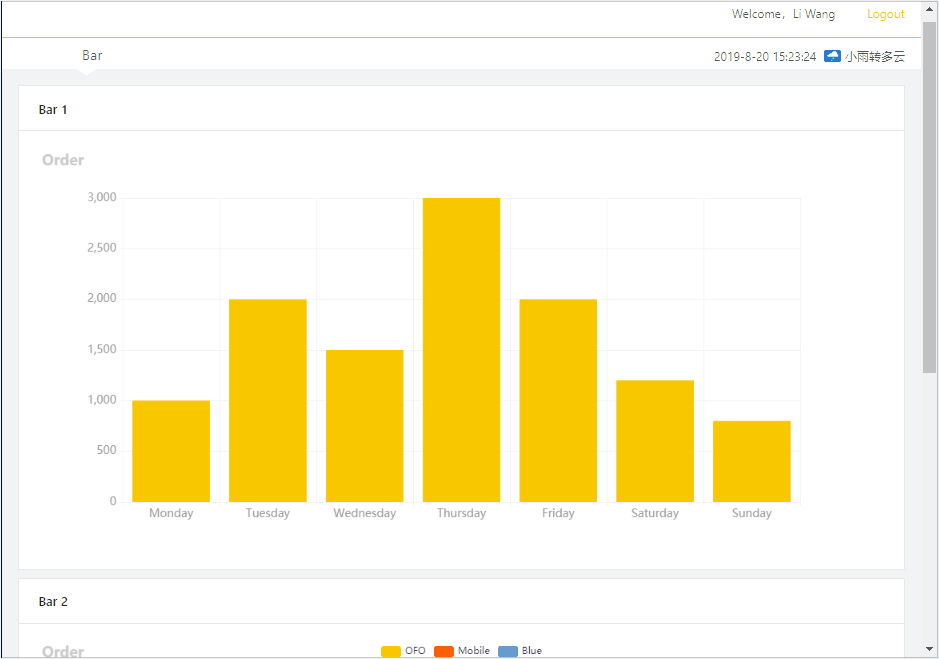 Welcome，Li Wang Logout
Bar
2019-8-20 15:23:24 小雨转多云
Bar 1
Order
3,000
2,500
2,000
1,500
1,000
500
0
Monday Tuesday Wednesday Thursday Friday Saturday Sunday
Bar 2
Order
OFO Mobile Blue